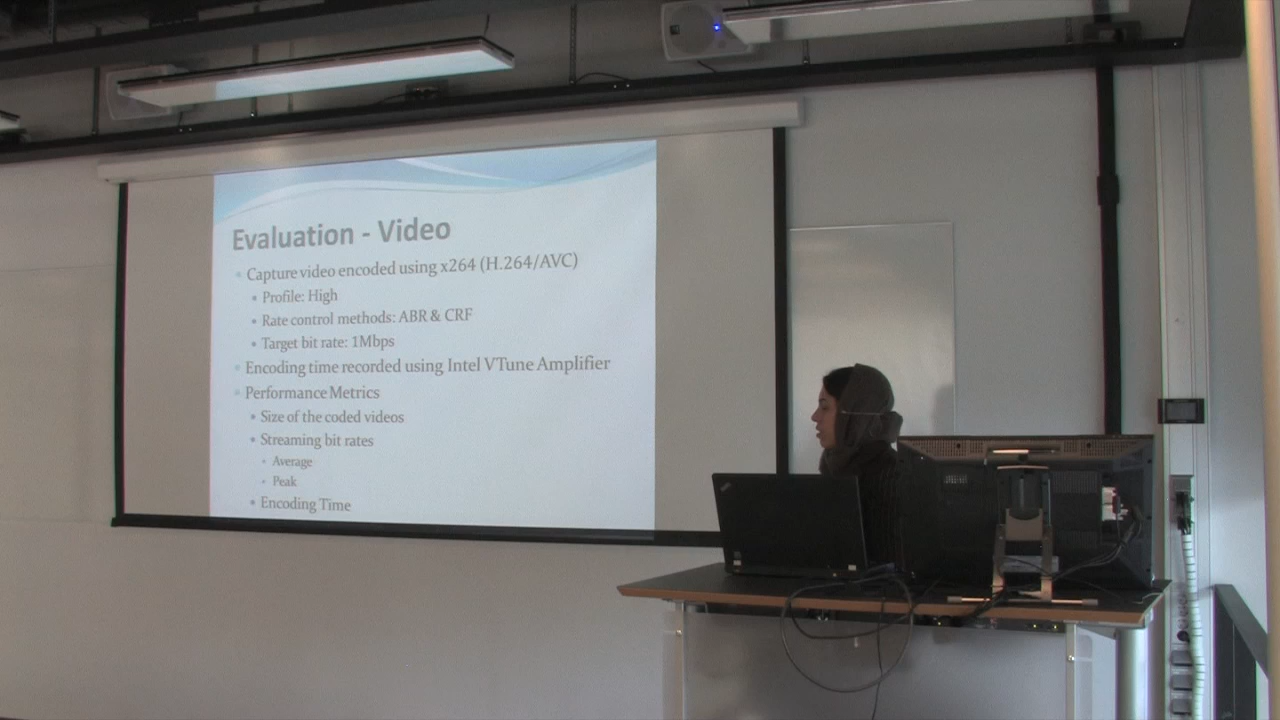 Evaluation - Video
Capture video encoded using x264 (H.264/AVC)
Profile: High
Rate control methods: ABR & CRF
Target bit rate: 1Mbps
Encoding time recorded using Intel VTune Amplifier
Performance Metrics
Size of the coded videos
Streaming bit rates
Average
Peak
Encoding Time